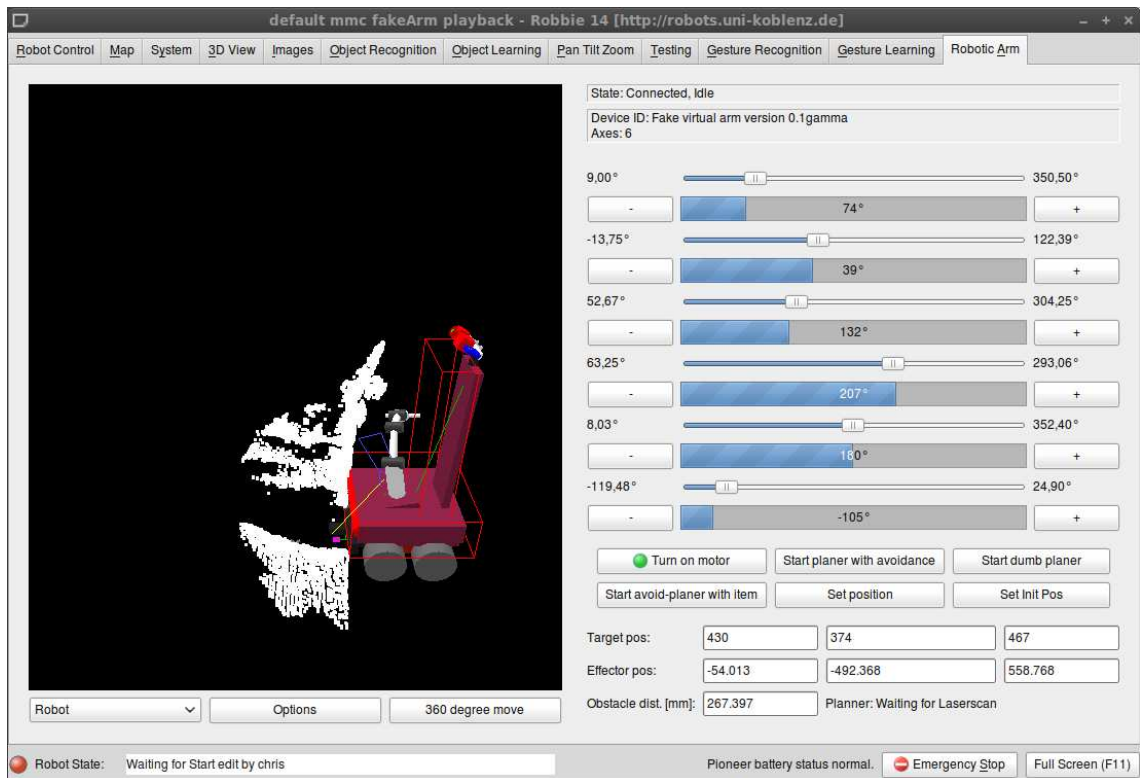 default mmc fakeArm playback - Robbie 14 [http://robots.uni-koblenz.de]
Robot Control Map System 3D View Images Object Recognition Object Learning Pan Tilt Zoom Testing Gesture Recognition Gesture Learning Robotic Arm
State: Connected, Idle
Device ID: Fake virtual arm version 0.1gamma
Axes: 6
9,00° 350,50°
- 74° +
-13,75° 122,39°
- 39° +
52,67° 304,25°
- 132° +
63,25° 293,06°
- 207° +
8,03° 352,40°
- 180° +
-119,48° 24,90°
- -105° +
Turn on motor Start planer with avoidance Start dumb planer
Start avoid-planer with item Set position Set Init Pos
Target pos: 430 374 467
Effector pos: -54.013 -492.368 558.768
Obstacle dist. [mm]: 267.397 Planner: Waiting for Laserscan
Robot Options 360 degree move
Robot State: Waiting for Start edit by chris Pioneer battery status normal. Emergency Stop Full Screen (F11)